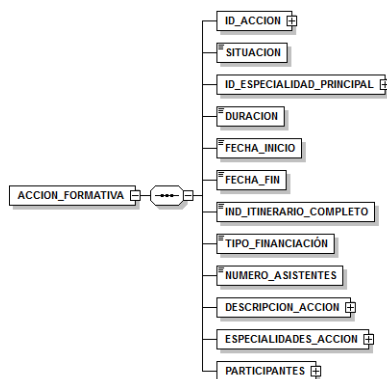 ID_ACCION
SITUACION
ID_ESPECIALIDAD_PRINCIPAL
DURACION
FECHA_INICIO
FECHA_FIN
ACCION_FORMATIVA
IND_ITINERARIO_COMPLETO
TIPO_FINANCIACIÓN
NUMERO_ASISTENTES
DESCRIPCION_ACCION
ESPECIALIDADES_ACCION
PARTICIPANTES